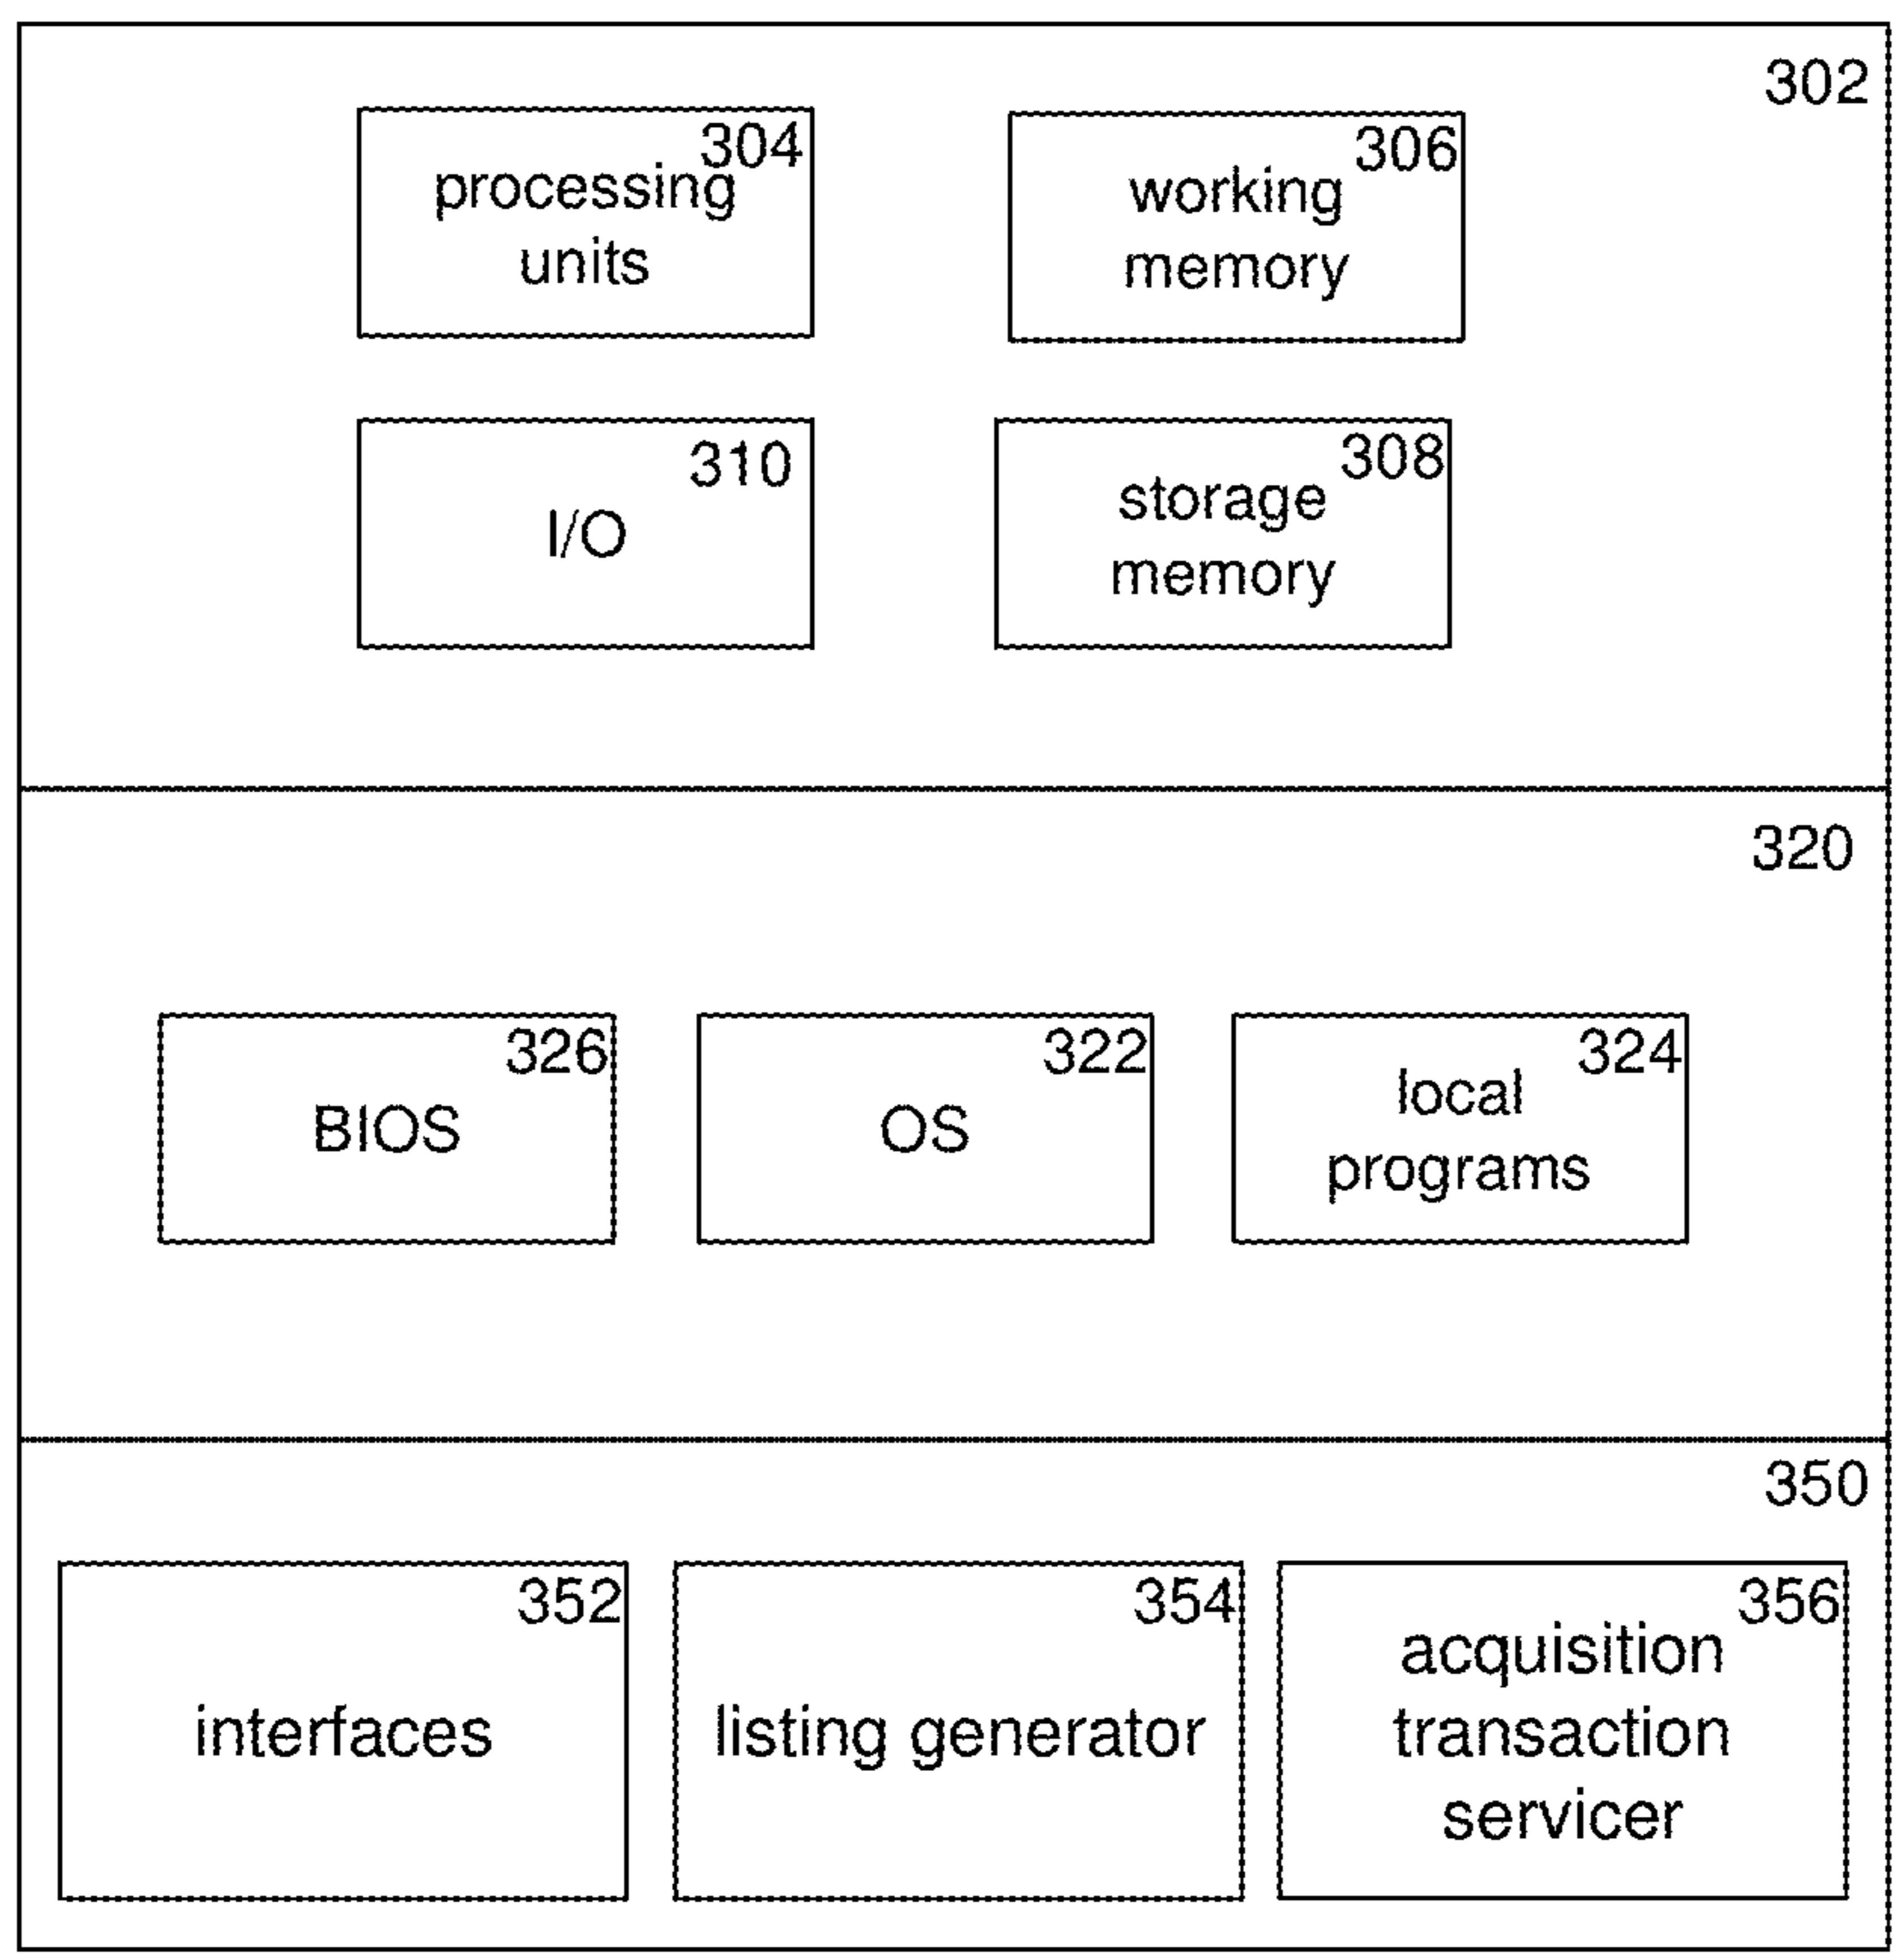 302
304
processing
units
306
working
memory
310
I/O
308
storage
memory
320
326
BIOS
322
OS
324
local
programs
350
352
interfaces
354
listing generator
356
acquisition
transaction
servicer